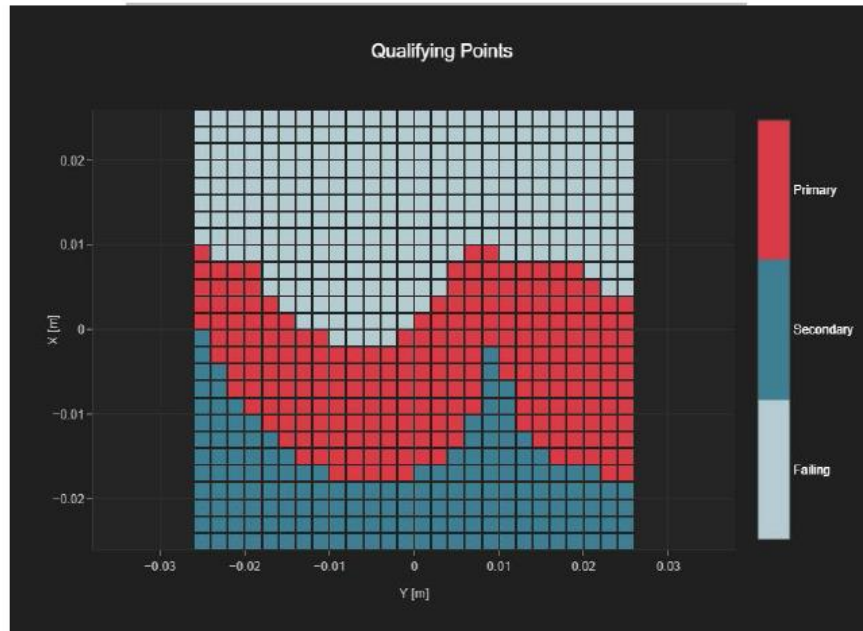 Qualifying Points
0.02
0.01
0
−0.01
−0.02
X [m]
−0.03
−0.02
−0.01
0
0.01
0.02
0.03
Y [m]
Primary
Secondary
Failing